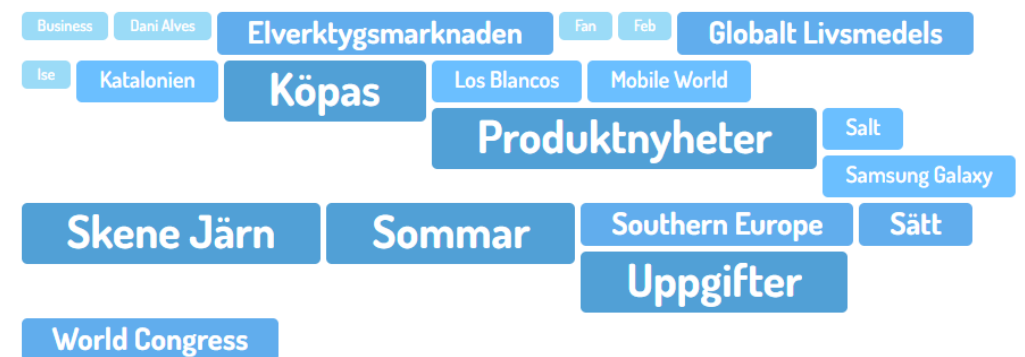 Business Dani Alves Elverktygsmarknaden Fan Feb Globalt Livsmedels
Ise Katalonien Köpas Los Blancos Mobile World
Produktnyheter Salt
Samsung Galaxy
Skene Järn Sommar Southern Europe Sätt
Uppgifter
World Congress